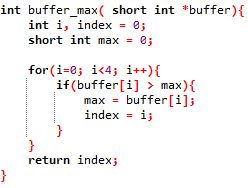 int buffer_max( short int *buffer){
    int i, index = 0;
    short int max = 0;

    for(i=0; i<4; i++){
        if(buffer[i] > max){
            max = buffer[i];
            index = i;
        }
    }
    return index;
}